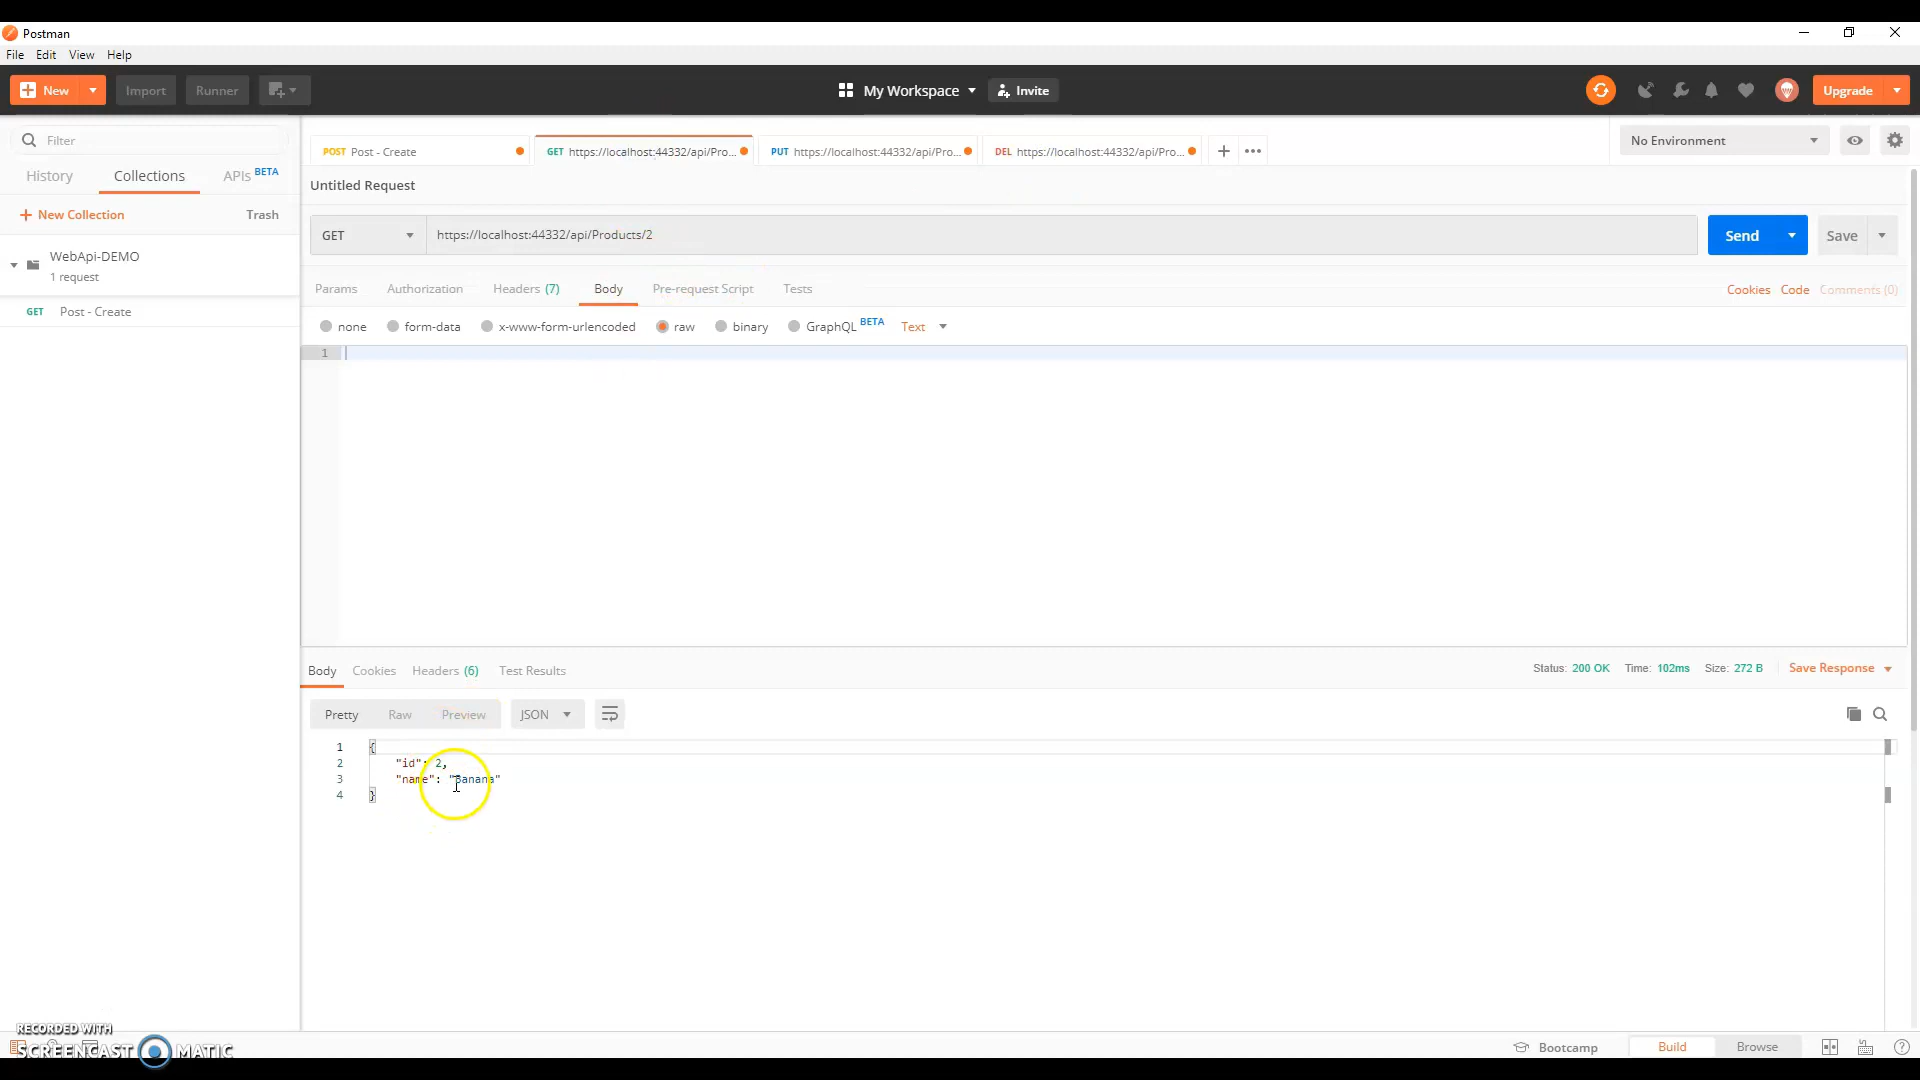 Postman
File Edit View Help
New Import Runner My Workspace Invite Upgrade
Filter
History Collections APIs BETA
New Collection Trash
WebApi-DEMO
1 request
GET Post - Create
POST Post - Create GET https://localhost:44332/api/Pro... PUT https://localhost:44332/api/Pro... DEL https://localhost:44332/api/Pro... No Environment
Untitled Request
GET https://localhost:44332/api/Products/2 Send Save
Params Authorization Headers (7) Body Pre-request Script Tests Cookies Code Comments (0)
none form-data x-www-form-urlencoded raw binary GraphQL BETA Text
1
Body Cookies Headers (6) Test Results Status: 200 OK Time: 102ms Size: 272 B Save Response
Pretty Raw Preview JSON
1 {
2 "id": 2,
3 "name": "Banana"
4 }
RECORDED WITH
SCREENCAST MATIC
Bootcamp Build Browse